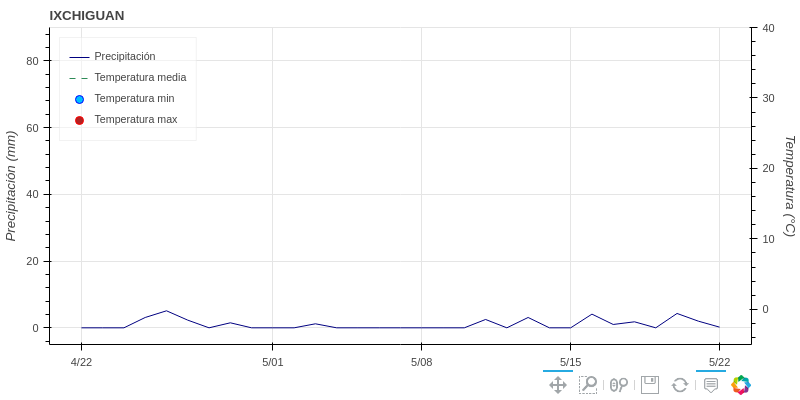 IXCHIGUAN
Precipitación
Temperatura media
Temperatura min
Temperatura max
Precipitación (mm)
80
60
40
20
0
Temperatura (°C)
40
30
20
10
0
4/22
5/01
5/08
5/15
5/22